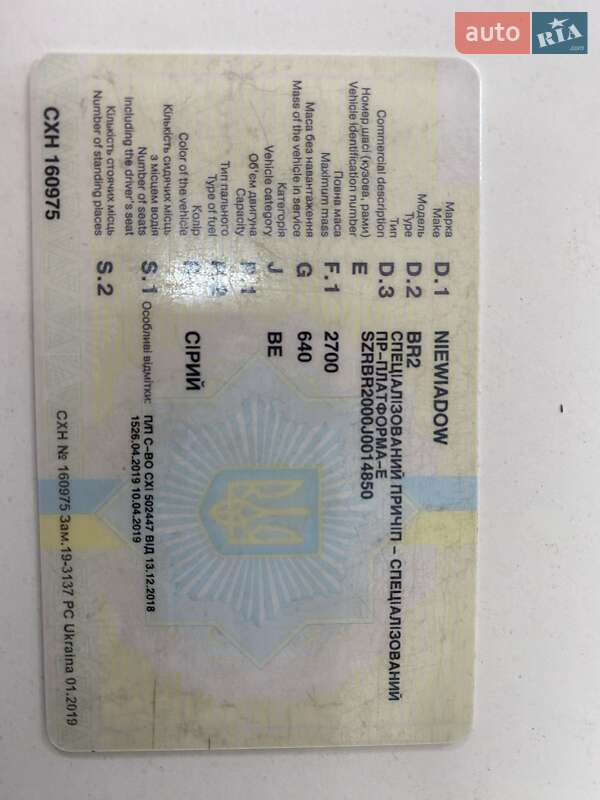 auto RIA .com
Марка
Make D.1 NIEWIADOW
Модель
Type D.2 BR2
Тип
Commercial description D.3 СПЕЦІАЛІЗОВАНИЙ ПРИЧІП – СПЕЦІАЛІЗОВАНИЙ
ПР–ПЛАТФОРМА–Е
Номер шасі (кузова, рами)
Vehicle identification number E SZRBR2000J0014850
Повна маса
Maximum mass F.1 2700
Маса без навантаження
Mass of the vehicle in service G 640
Категорія
Vehicle category J BE
Об'єм двигуна
Capacity P.1
Тип пального
Type of fuel
Колір
Color of the vehicle СІРИЙ
Кількість сидячих місць
з місцем водія
Number of seats S.1 Особливі відмітки: П/П С–ВО СХІ 502447 ВІД 13.12.2018
including the driver's seat 1526.04.2019 10.04.2019
Кількість стоячих місць
Number of standing places S.2
СХН 160975 СХН № 160975 Зам.19-3137 PC Ukraina 01.2019